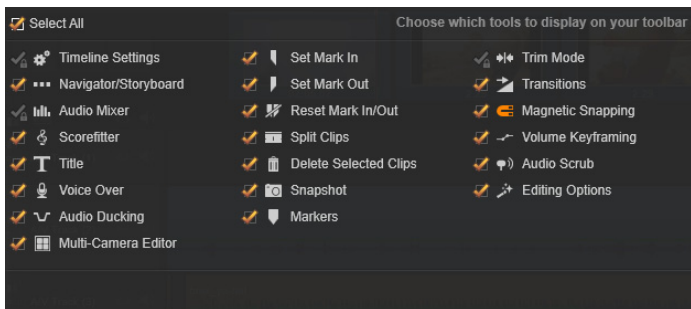 Select All
Choose which tools to display on your toolbar
Timeline Settings
Navigator/Storyboard
Audio Mixer
Scorefitter
Title
Voice Over
Audio Ducking
Multi-Camera Editor
Set Mark In
Set Mark Out
Reset Mark In/Out
Split Clips
Delete Selected Clips
Snapshot
Markers
Trim Mode
Transitions
Magnetic Snapping
Volume Keyframing
Audio Scrub
Editing Options